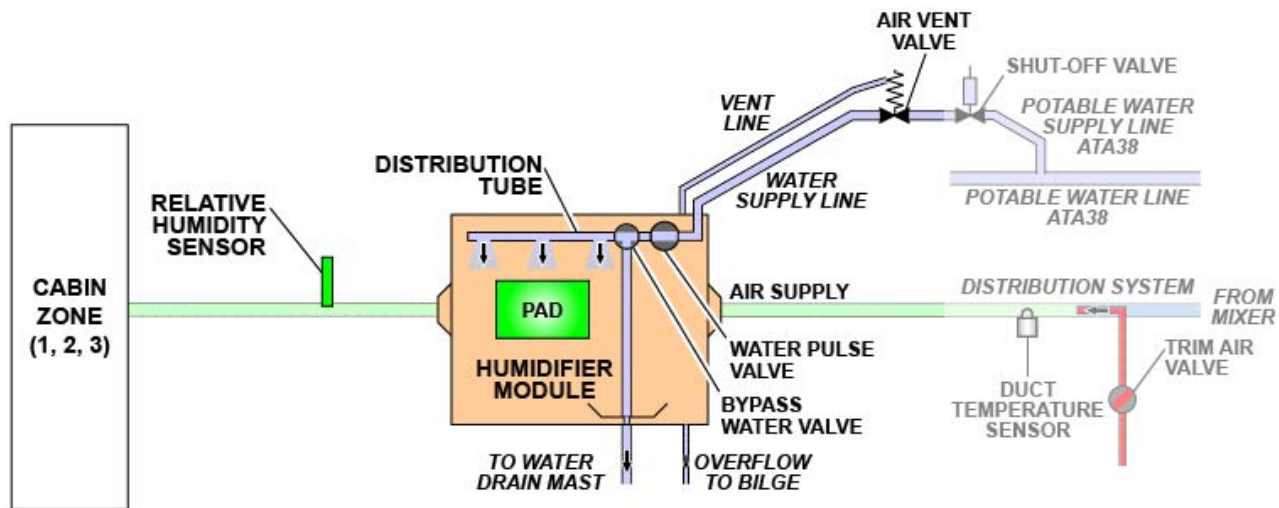 AIR VENT
VALVE
SHUT-OFF VALVE
VENT
LINE
POTABLE WATER
SUPPLY LINE
ATA38
DISTRIBUTION
TUBE
WATER
SUPPLY LINE
POTABLE WATER LINE
ATA38
RELATIVE
HUMIDITY
SENSOR
CABIN
ZONE
(1, 2, 3)
PAD
HUMIDIFIER
MODULE
AIR SUPPLY
DISTRIBUTION SYSTEM
FROM
MIXER
WATER PULSE
VALVE
TRIM AIR
VALVE
DUCT
TEMPERATURE
SENSOR
BYPASS
WATER VALVE
TO WATER
DRAIN MAST
OVERFLOW
TO BILGE